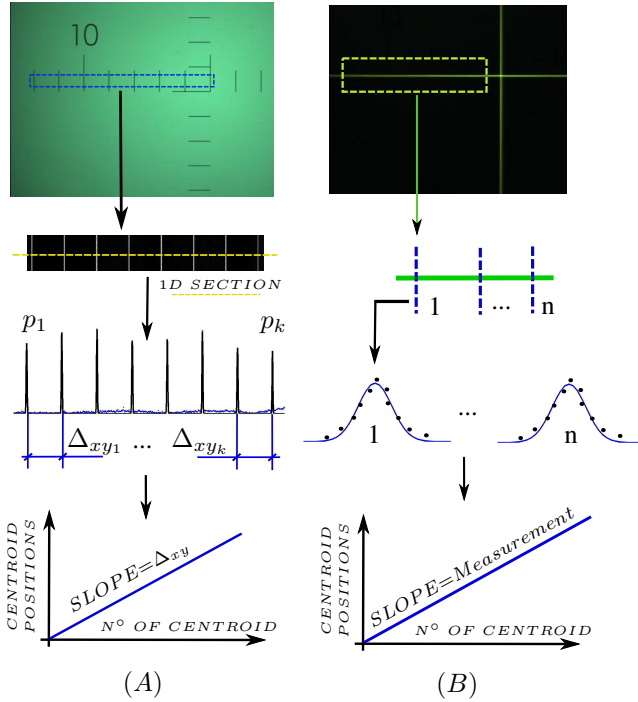 10
1D SECTION
p1
pk
Δxy1 ... Δxyk
CENTROID
POSITIONS
SLOPE=Δxy
N° OF CENTROID
(A)
1 ... n
1
...
n
CENTROID
POSITIONS
SLOPE=Measurement
N° OF CENTROID
(B)